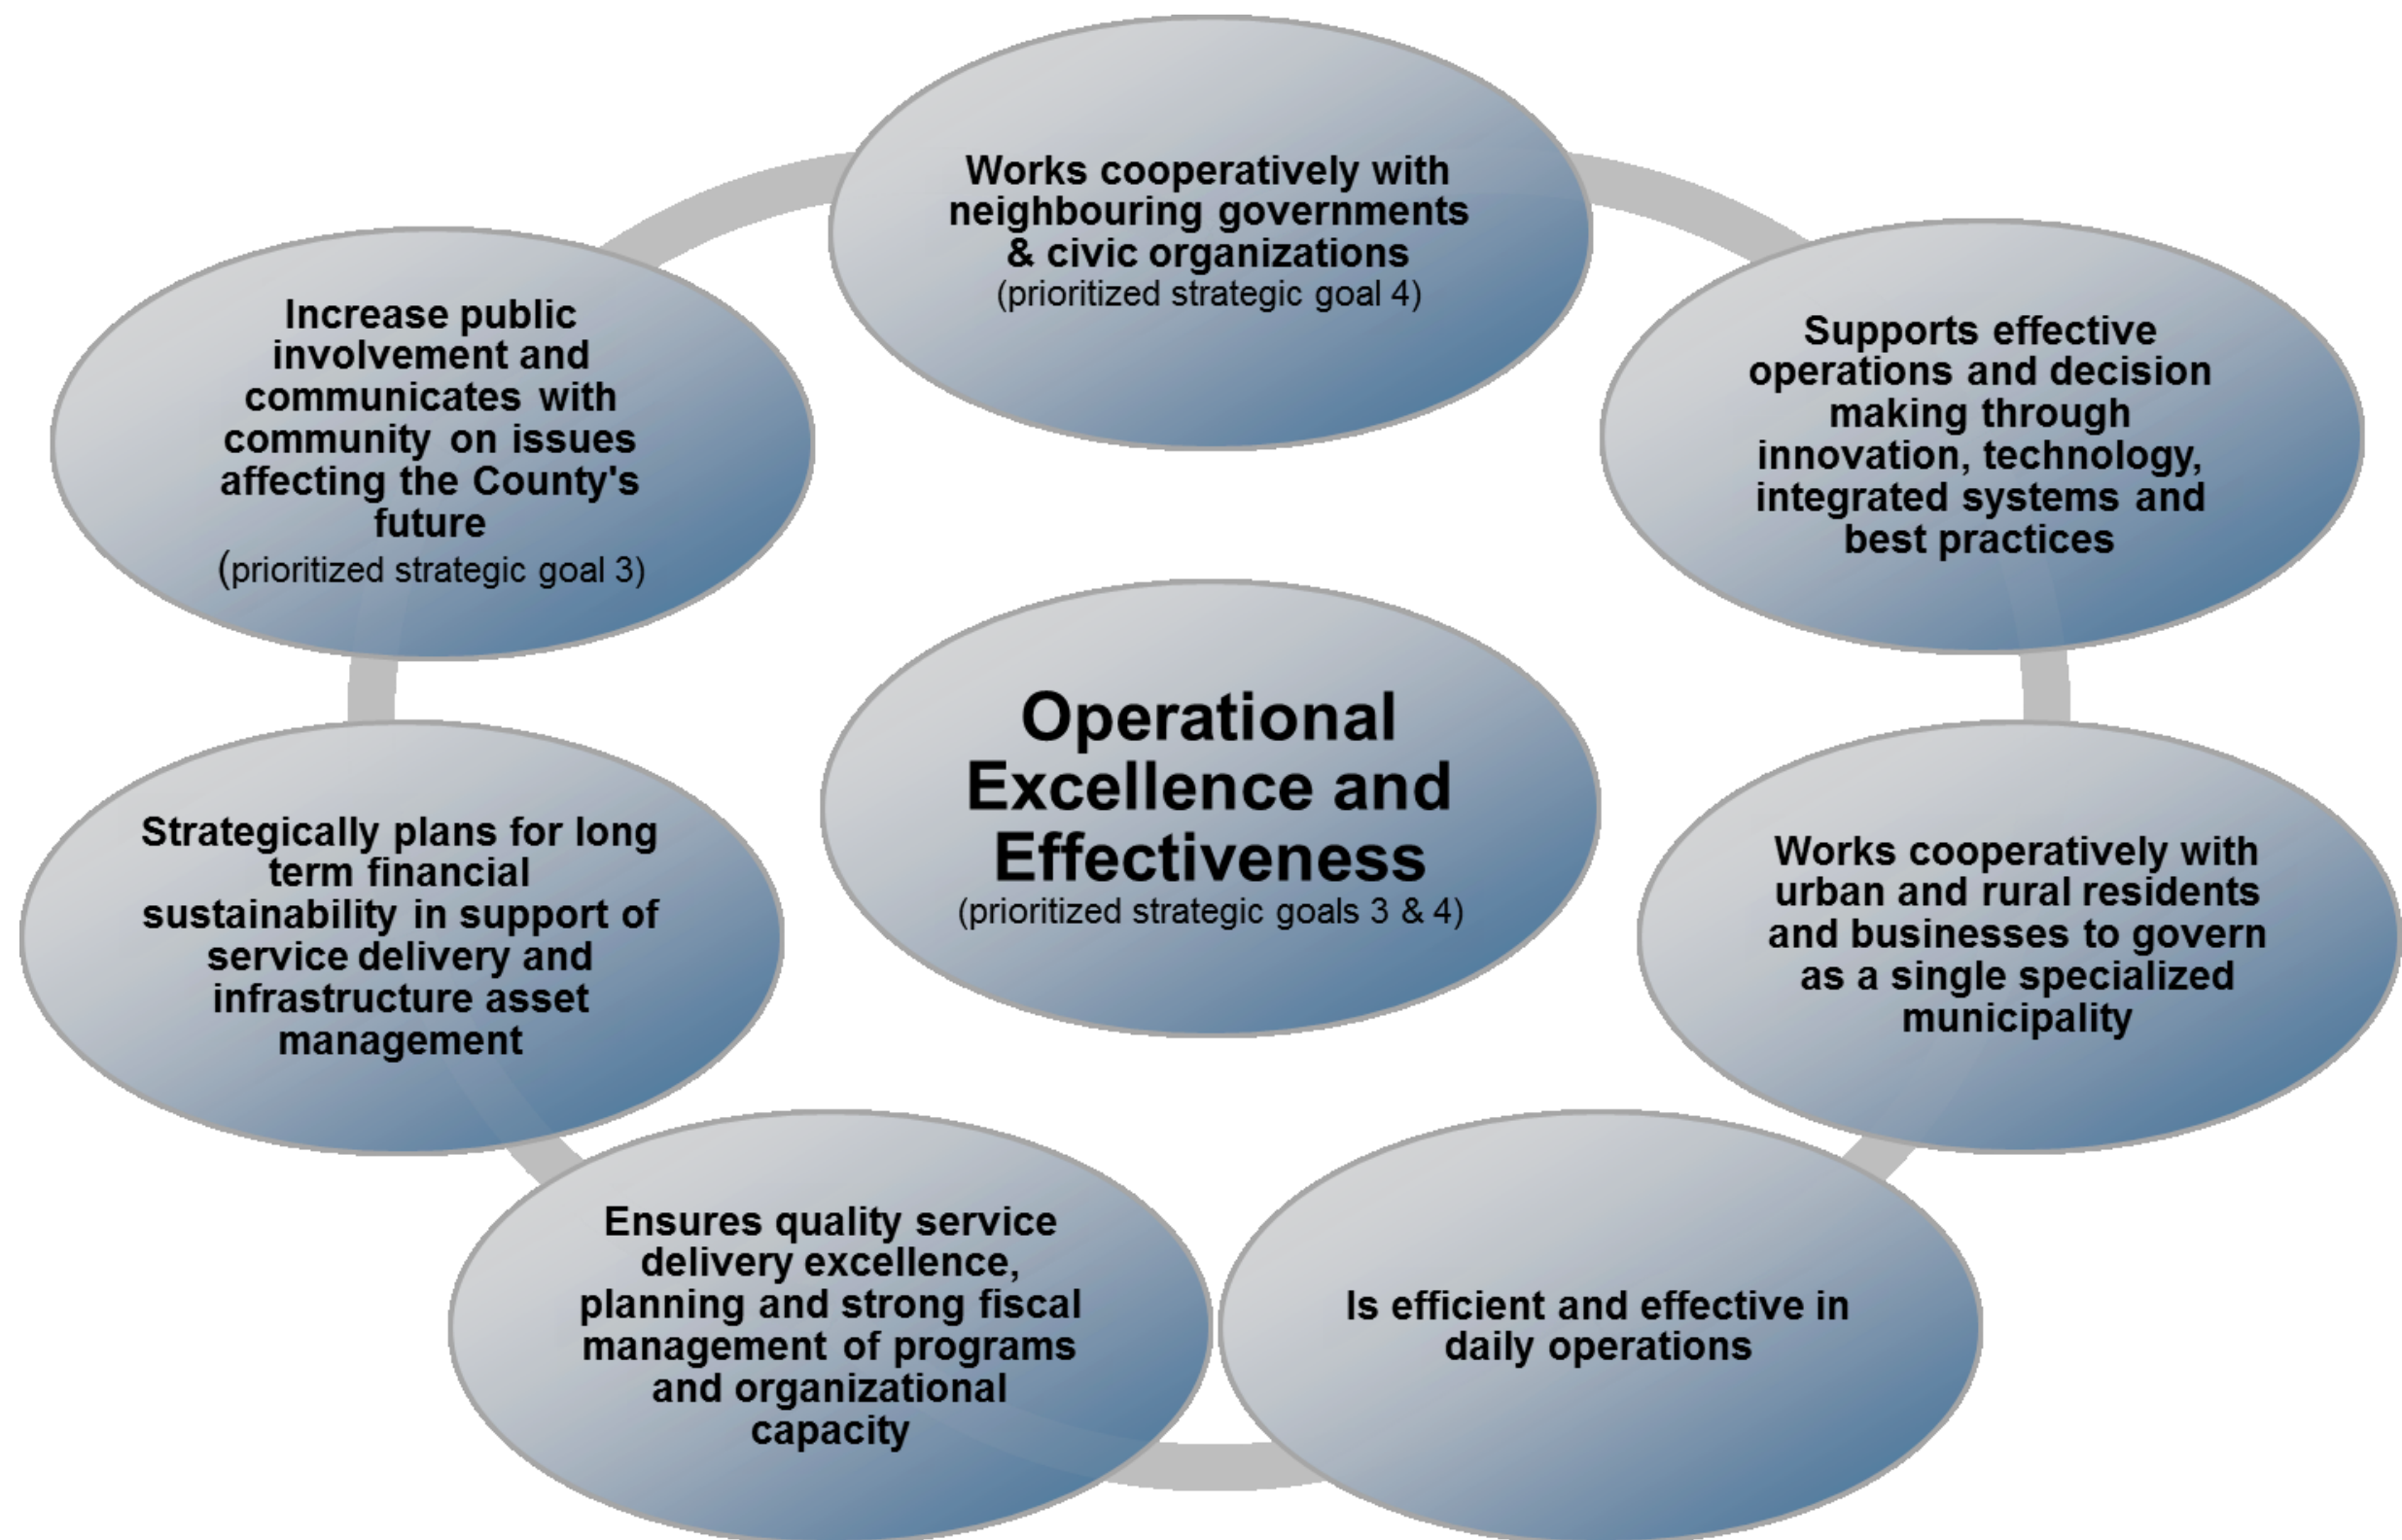 Works cooperatively with
neighbouring governments
& civic organizations
(prioritized strategic goal 4)
Supports effective
operations and decision
making through
innovation, technology,
integrated systems and
best practices
Works cooperatively with
urban and rural residents
and businesses to govern
as a single specialized
municipality
Is efficient and effective in
daily operations
Ensures quality service
delivery excellence,
planning and strong fiscal
management of programs
and organizational
capacity
Strategically plans for long
term financial
sustainability in support of
service delivery and
infrastructure asset
management
Increase public
involvement and
communicates with
community on issues
affecting the County's
future
(prioritized strategic goal 3)
Operational
Excellence and
Effectiveness
(prioritized strategic goals 3 & 4)